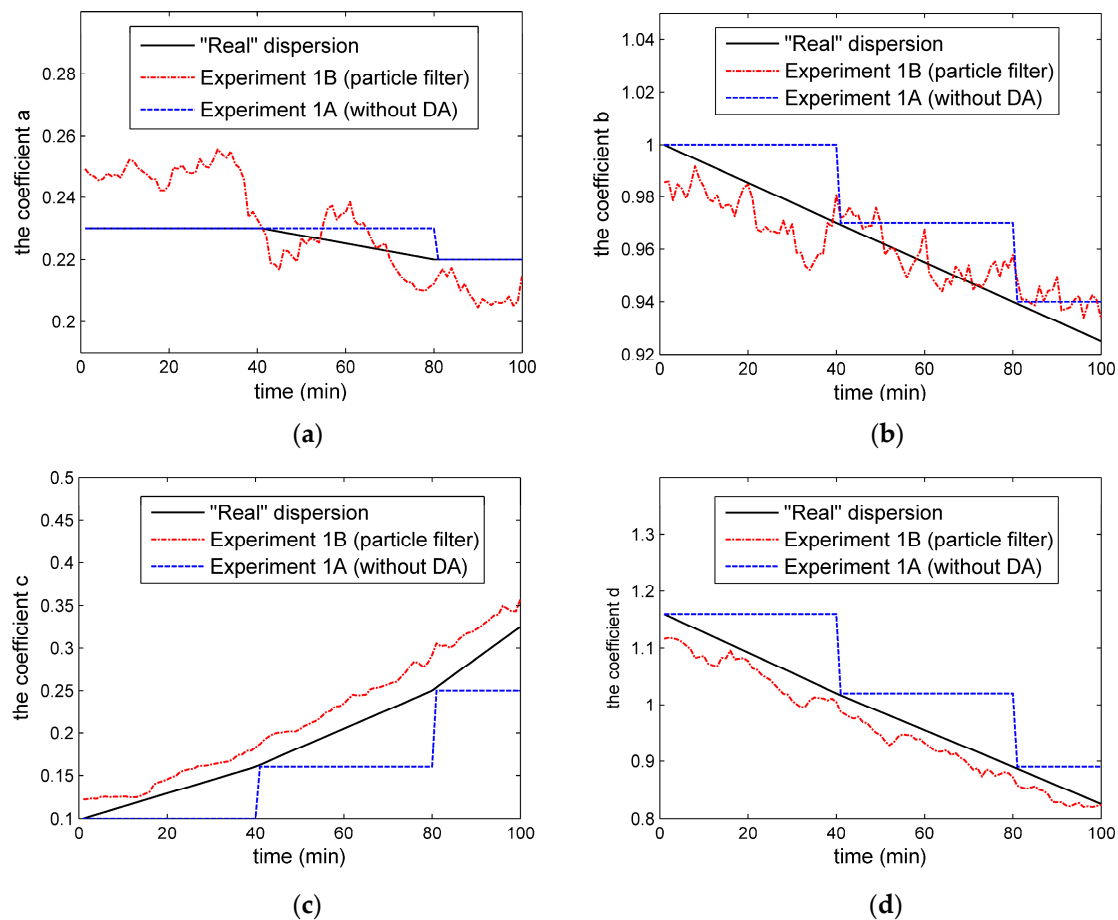 "Real" dispersion
Experiment 1B (particle filter)
Experiment 1A (without DA)
0.28
0.26
0.24
0.22
0.2
the coefficient a
0 20 40 60 80 100
time (min)
(a)
"Real" dispersion
Experiment 1B (particle filter)
Experiment 1A (without DA)
1.04
1.02
1
0.98
0.96
0.94
0.92
the coefficient b
0 20 40 60 80 100
time (min)
(b)
"Real" dispersion
Experiment 1B (particle filter)
Experiment 1A (without DA)
0.5
0.45
0.4
0.35
0.3
0.25
0.2
0.15
0.1
the coefficient c
0 20 40 60 80 100
time (min)
(c)
"Real" dispersion
Experiment 1B (particle filter)
Experiment 1A (without DA)
1.3
1.2
1.1
1
0.9
0.8
the coefficient d
0 20 40 60 80 100
time (min)
(d)